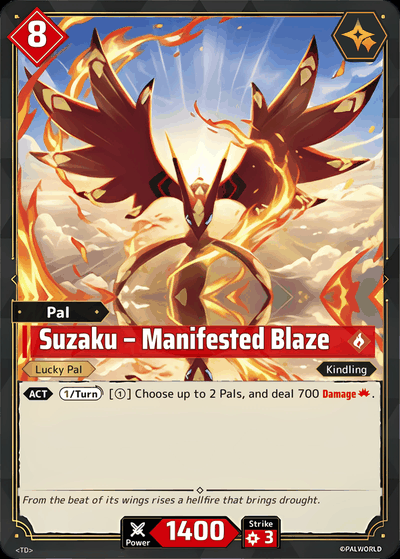 8
Pal
Suzaku – Manifested Blaze
Lucky Pal
Kindling
ACT 1/Turn [①] Choose up to 2 Pals, and deal 700 Damage.
From the beat of its wings rises a hellfire that brings drought.
Power 1400 Strike 3
<TD>
©PALWORLD